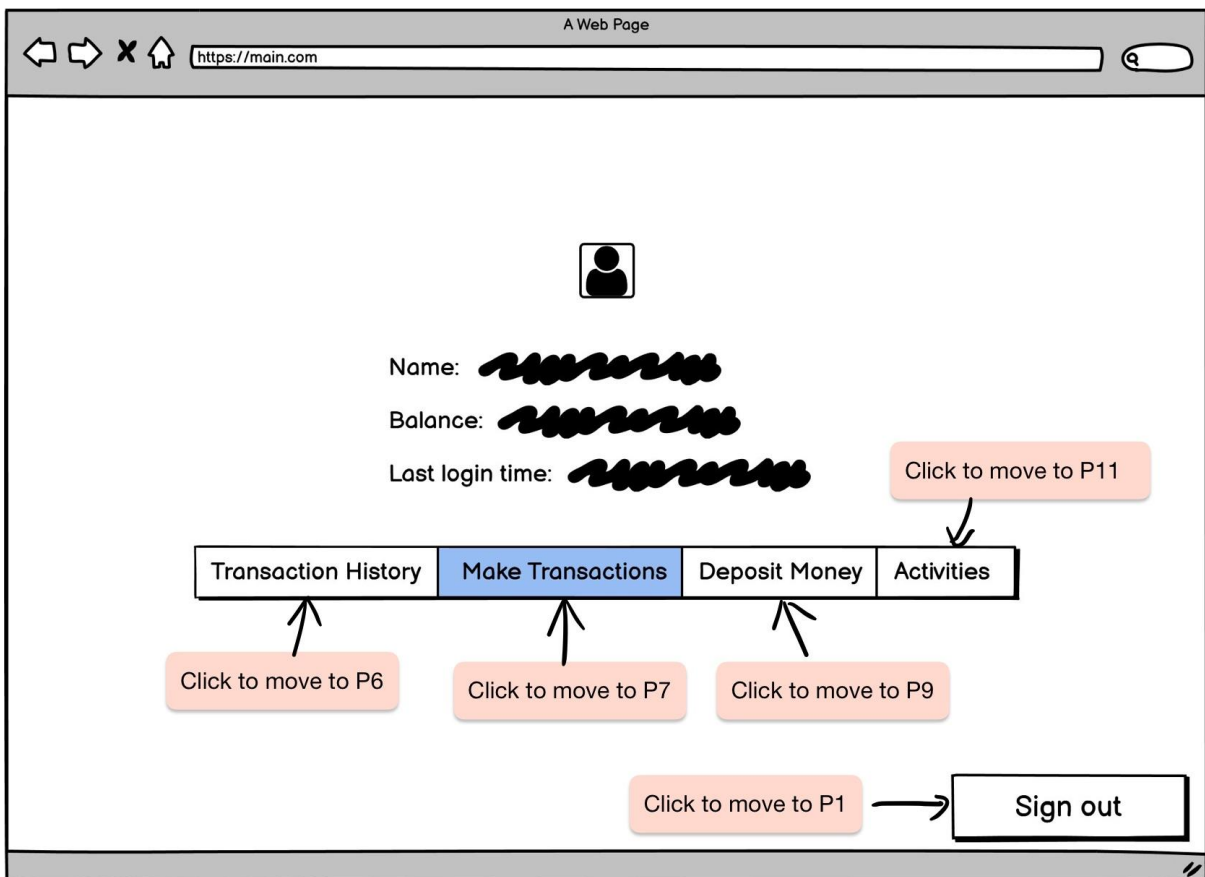 A Web Page
https://main.com
Name:
Balance:
Last login time:
Click to move to P11
Transaction History Make Transactions Deposit Money Activities
Click to move to P6 Click to move to P7 Click to move to P9
Click to move to P1 Sign out